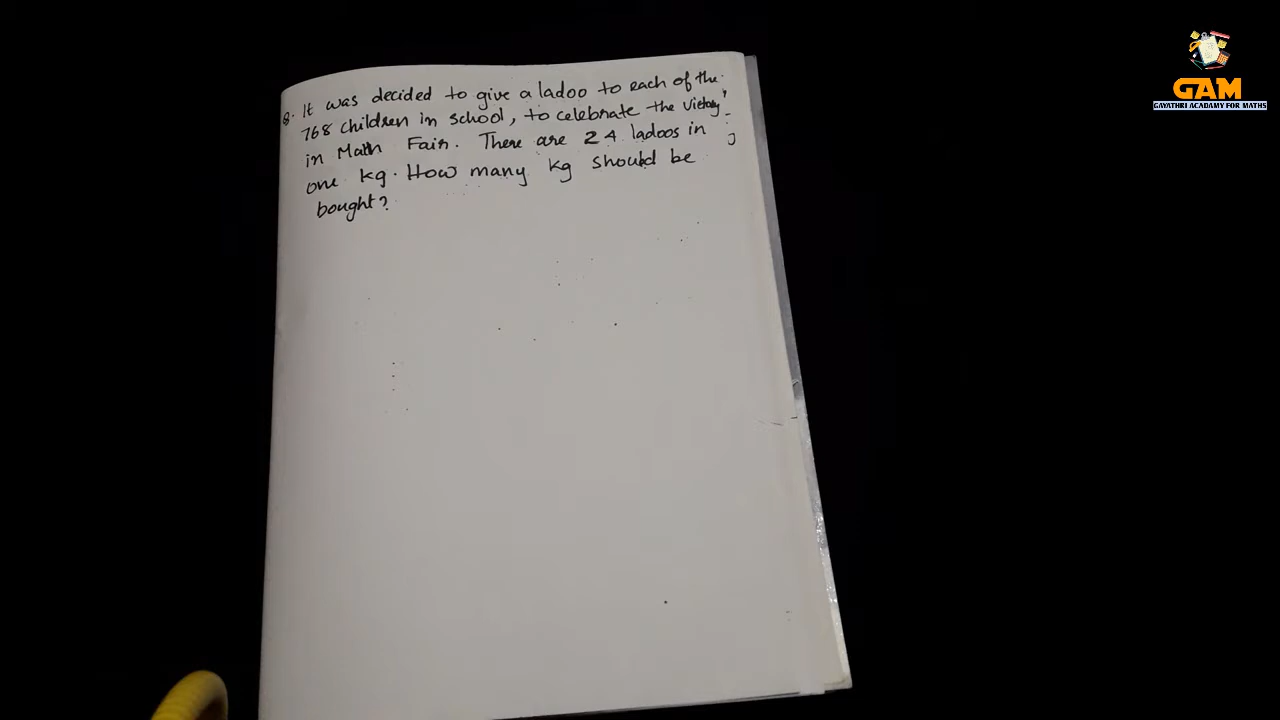 Q. It was decided to give a ladoo to each of the
768 children in school, to celebrate the victory
in Math Fair. There are 24 ladoos in
one kg. How many kg should be
bought?
GAM
GAYATHRI ACADAMY FOR MATHS